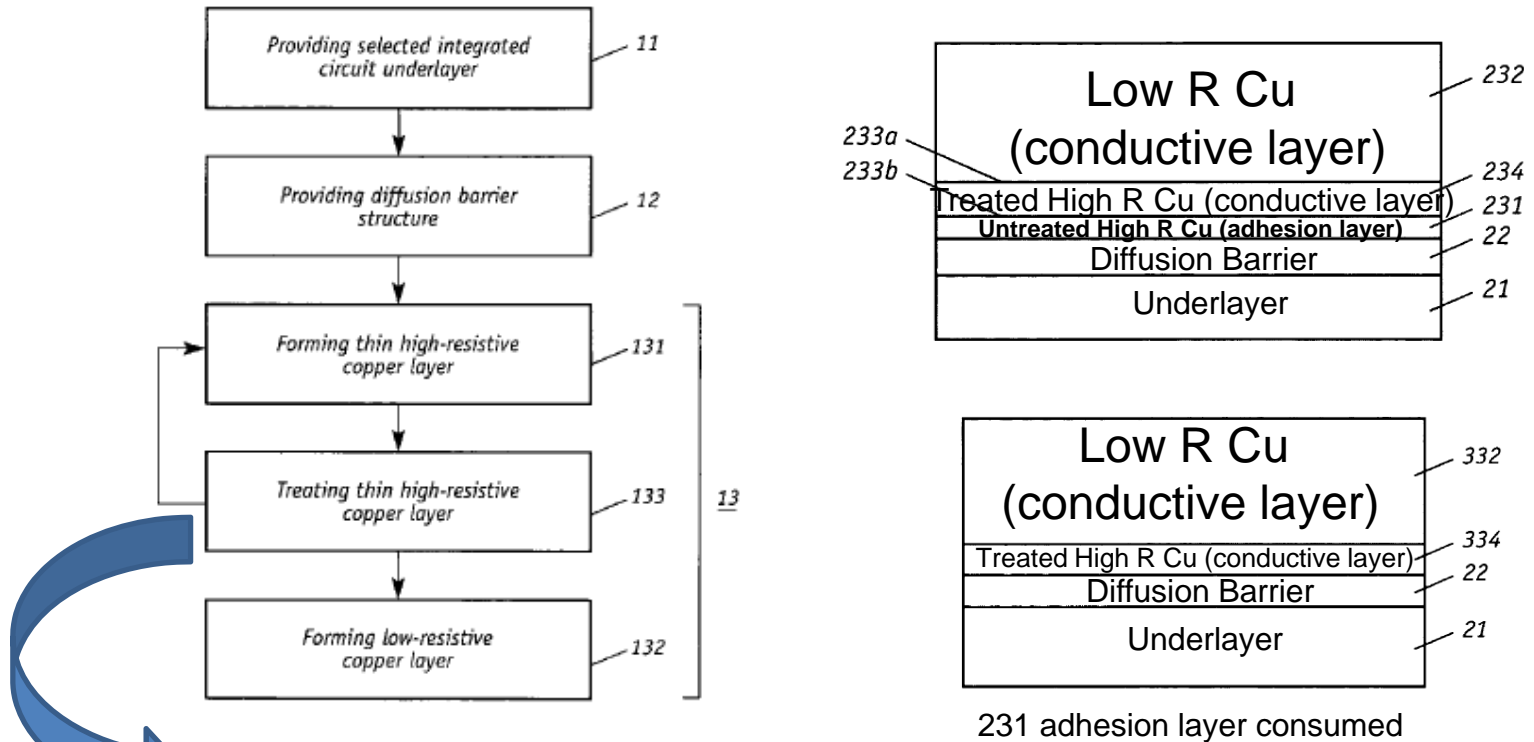 Providing selected integrated
circuit underlayer
11
Providing diffusion barrier
structure
12
Forming thin high-resistive
copper layer
131
Treating thin high-resistive
copper layer
133
13
Forming low-resistive
copper layer
132
Low R Cu
(conductive layer)
232
233a
233b
Treated High R Cu (conductive layer)
234
Untreated High R Cu (adhesion layer)
231
Diffusion Barrier
22
Underlayer
21
Low R Cu
(conductive layer)
332
Treated High R Cu (conductive layer)
334
Diffusion Barrier
22
Underlayer
21
231 adhesion layer consumed